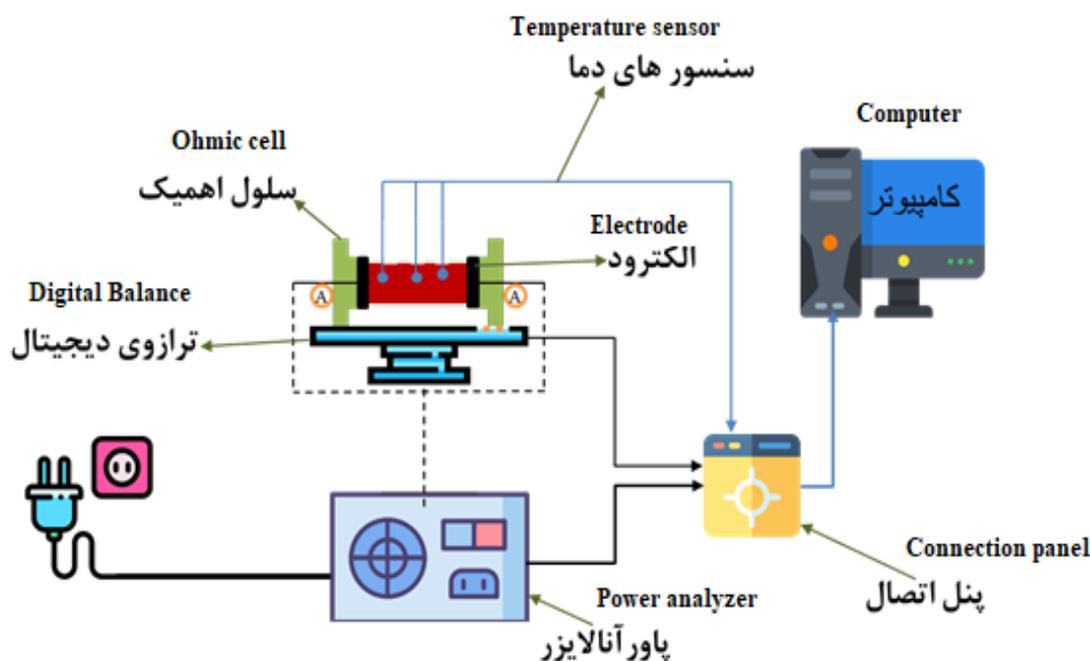 Temperature sensor
سنسور های دما
Computer
کامپیوتر
Ohmic cell
سلول اهمیک
Electrode
الکترود
A
A
Digital Balance
ترازوی دیجیتال
Connection panel
پنل اتصال
Power analyzer
پاور آنالایزر